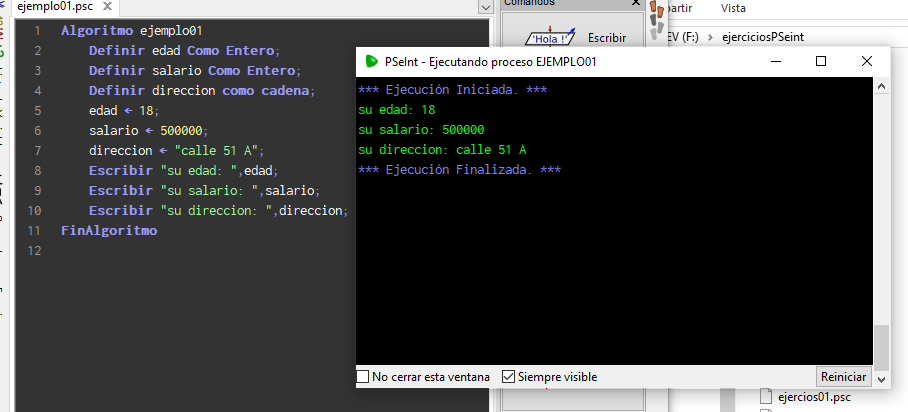 ejemplo01.psc
1 Algoritmo ejemplo01
2 Definir edad Como Entero;
3 Definir salario Como Entero;
4 Definir direccion como cadena;
5 edad ← 18;
6 salario ← 500000;
7 direccion ← "calle 51 A";
8 Escribir "su edad: ",edad;
9 Escribir "su salario: ",salario;
10 Escribir "su direccion: ",direccion;
11 FinAlgoritmo
12
Comandos
'Hola !' Escribir
partir Vista
EV (F:) › ejerciciosPSeint
PSeInt - Ejecutando proceso EJEMPLO01
*** Ejecución Iniciada. ***
su edad: 18
su salario: 500000
su direccion: calle 51 A
*** Ejecución Finalizada. ***
No cerrar esta ventana Siempre visible Reiniciar
ejercios01.psc